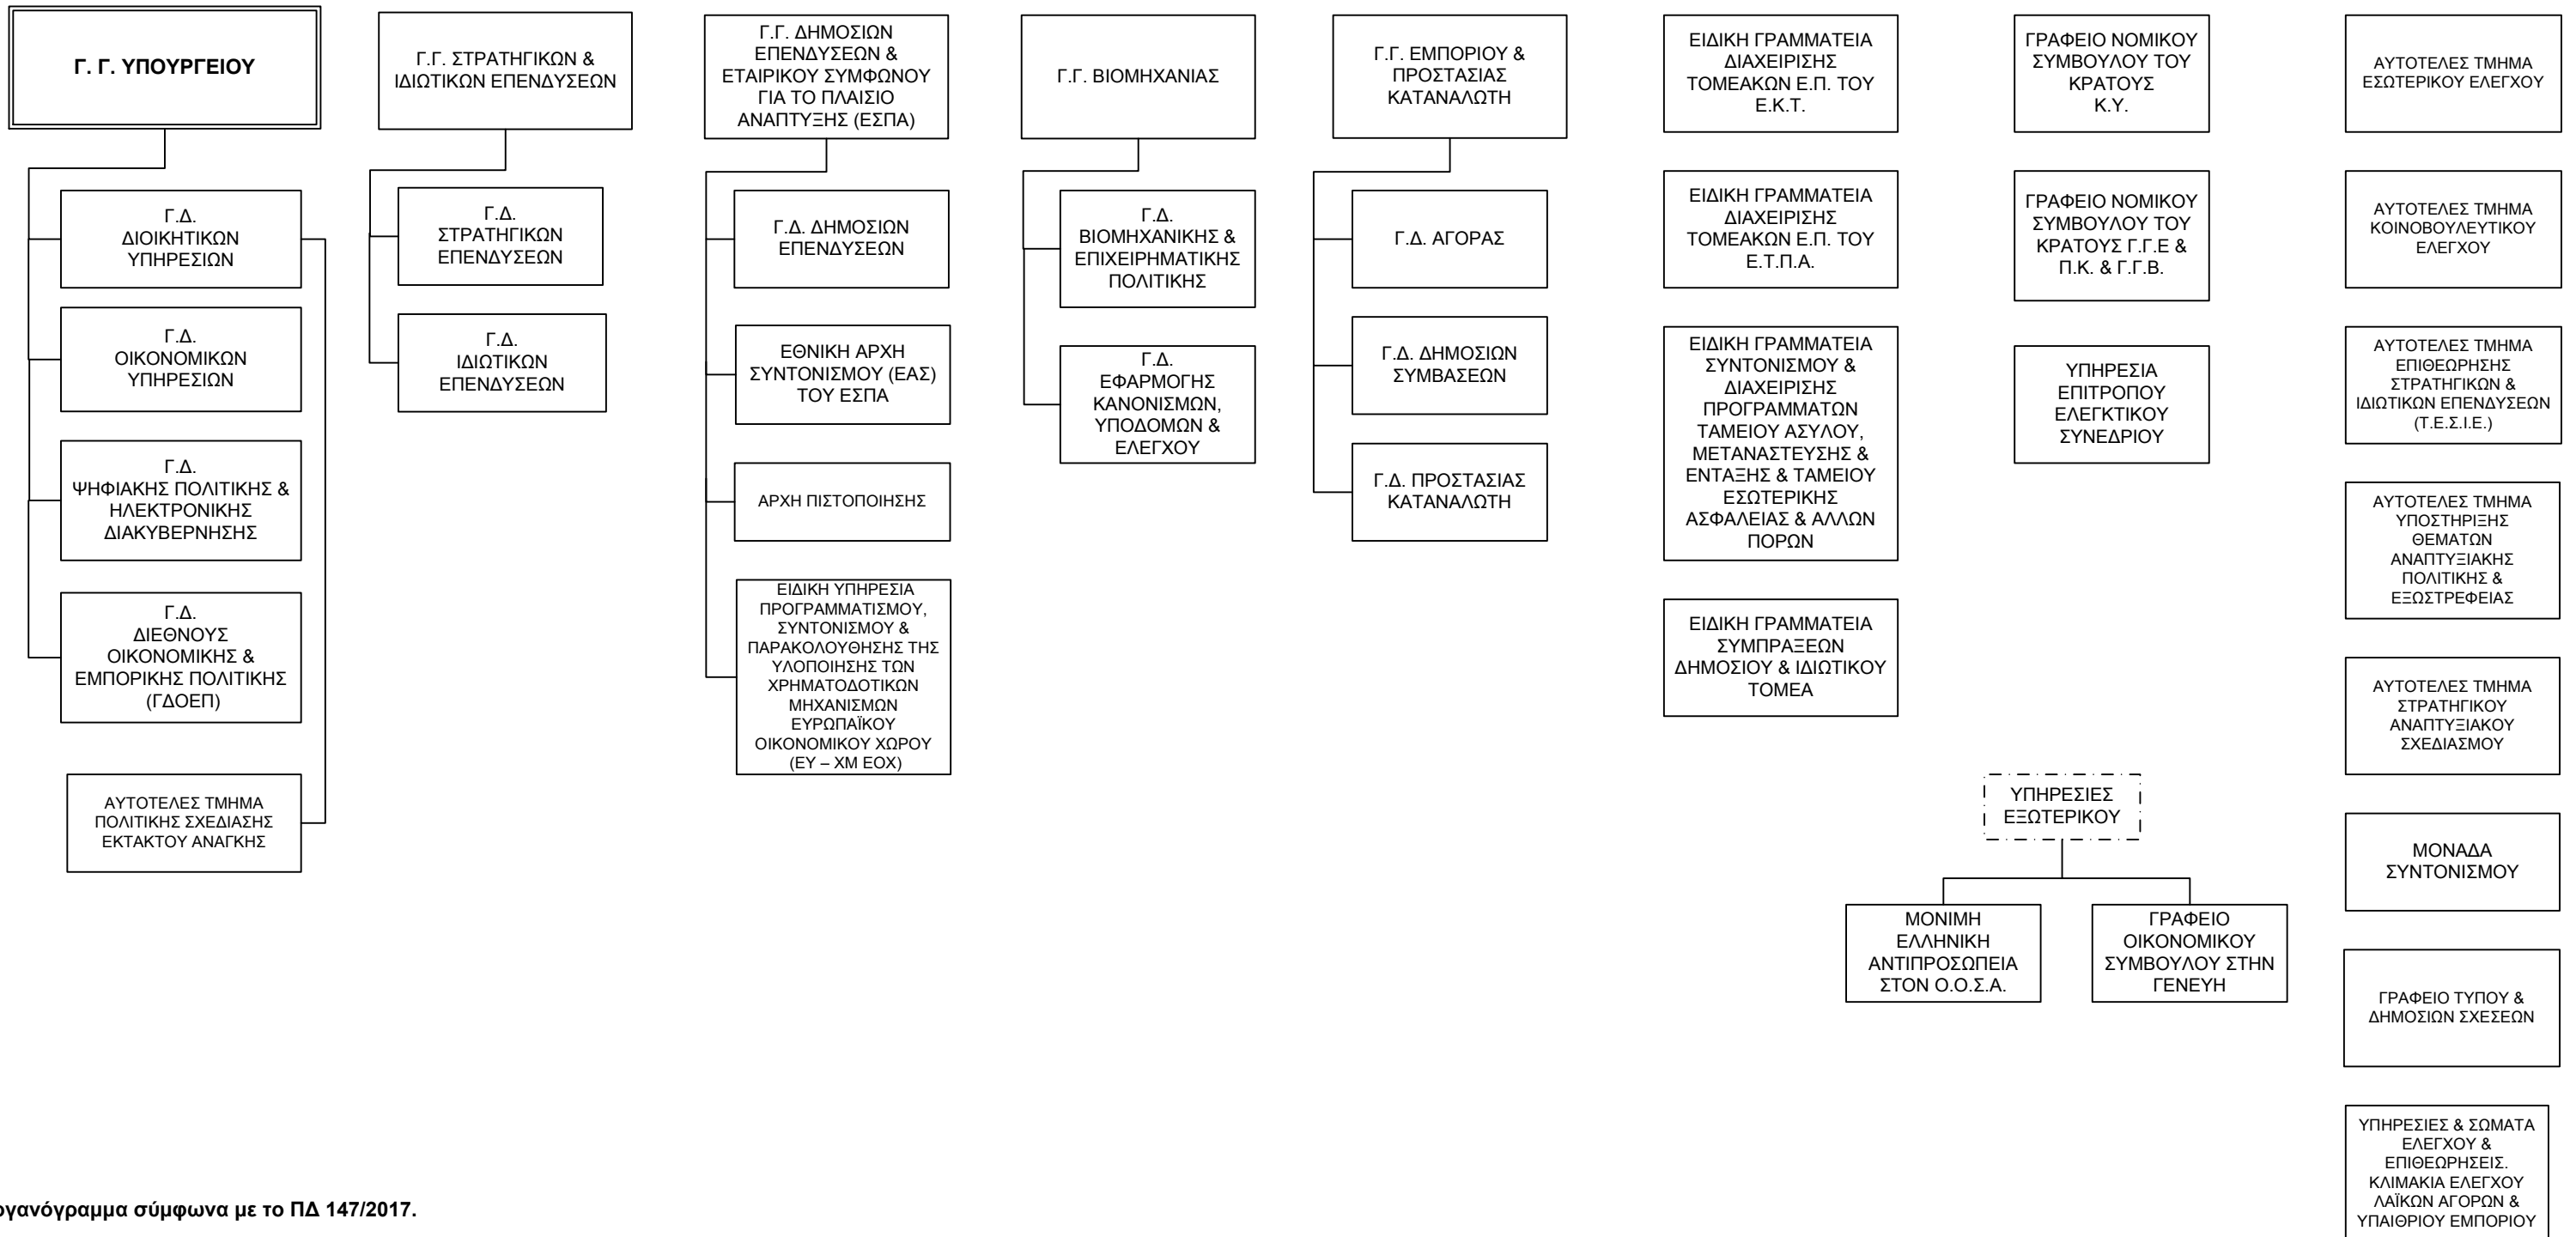 Γ. Γ. ΥΠΟΥΡΓΕΙΟΥ
Γ.Δ.
ΔΙΟΙΚΗΤΙΚΩΝ
ΥΠΗΡΕΣΙΩΝ
Γ.Δ.
ΟΙΚΟΝΟΜΙΚΩΝ
ΥΠΗΡΕΣΙΩΝ
Γ.Δ.
ΨΗΦΙΑΚΗΣ ΠΟΛΙΤΙΚΗΣ &
ΗΛΕΚΤΡΟΝΙΚΗΣ
ΔΙΑΚΥΒΕΡΝΗΣΗΣ
Γ.Δ.
ΔΙΕΘΝΟΥΣ
ΟΙΚΟΝΟΜΙΚΗΣ &
ΕΜΠΟΡΙΚΗΣ ΠΟΛΙΤΙΚΗΣ
(ΓΔΟΕΠ)
ΑΥΤΟΤΕΛΕΣ ΤΜΗΜΑ
ΠΟΛΙΤΙΚΗΣ ΣΧΕΔΙΑΣΗΣ
ΕΚΤΑΚΤΟΥ ΑΝΑΓΚΗΣ
Γ.Γ. ΣΤΡΑΤΗΓΙΚΩΝ &
ΙΔΙΩΤΙΚΩΝ ΕΠΕΝΔΥΣΕΩΝ
Γ.Δ.
ΣΤΡΑΤΗΓΙΚΩΝ
ΕΠΕΝΔΥΣΕΩΝ
Γ.Δ.
ΙΔΙΩΤΙΚΩΝ
ΕΠΕΝΔΥΣΕΩΝ
Γ.Γ. ΔΗΜΟΣΙΩΝ
ΕΠΕΝΔΥΣΕΩΝ &
ΕΤΑΙΡΙΚΟΥ ΣΥΜΦΩΝΟΥ
ΓΙΑ ΤΟ ΠΛΑΙΣΙΟ
ΑΝΑΠΤΥΞΗΣ (ΕΣΠΑ)
Γ.Δ. ΔΗΜΟΣΙΩΝ
ΕΠΕΝΔΥΣΕΩΝ
ΕΘΝΙΚΗ ΑΡΧΗ
ΣΥΝΤΟΝΙΣΜΟΥ (ΕΑΣ)
ΤΟΥ ΕΣΠΑ
ΑΡΧΗ ΠΙΣΤΟΠΟΙΗΣΗΣ
ΕΙΔΙΚΗ ΥΠΗΡΕΣΙΑ
ΠΡΟΓΡΑΜΜΑΤΙΣΜΟΥ,
ΣΥΝΤΟΝΙΣΜΟΥ &
ΠΑΡΑΚΟΛΟΥΘΗΣΗΣ ΤΗΣ
ΥΛΟΠΟΙΗΣΗΣ ΤΩΝ
ΧΡΗΜΑΤΟΔΟΤΙΚΩΝ
ΜΗΧΑΝΙΣΜΩΝ
ΕΥΡΩΠΑΪΚΟΥ
ΟΙΚΟΝΟΜΙΚΟΥ ΧΩΡΟΥ
(ΕΥ – ΧΜ ΕΟΧ)
Γ.Γ. ΒΙΟΜΗΧΑΝΙΑΣ
Γ.Δ.
ΒΙΟΜΗΧΑΝΙΚΗΣ &
ΕΠΙΧΕΙΡΗΜΑΤΙΚΗΣ
ΠΟΛΙΤΙΚΗΣ
Γ.Δ.
ΕΦΑΡΜΟΓΗΣ
ΚΑΝΟΝΙΣΜΩΝ,
ΥΠΟΔΟΜΩΝ &
ΕΛΕΓΧΟΥ
Γ.Γ. ΕΜΠΟΡΙΟΥ &
ΠΡΟΣΤΑΣΙΑΣ
ΚΑΤΑΝΑΛΩΤΗ
Γ.Δ. ΑΓΟΡΑΣ
Γ.Δ. ΔΗΜΟΣΙΩΝ
ΣΥΜΒΑΣΕΩΝ
Γ.Δ. ΠΡΟΣΤΑΣΙΑΣ
ΚΑΤΑΝΑΛΩΤΗ
ΕΙΔΙΚΗ ΓΡΑΜΜΑΤΕΙΑ
ΔΙΑΧΕΙΡΙΣΗΣ
ΤΟΜΕΑΚΩΝ Ε.Π. ΤΟΥ
Ε.Κ.Τ.
ΕΙΔΙΚΗ ΓΡΑΜΜΑΤΕΙΑ
ΔΙΑΧΕΙΡΙΣΗΣ
ΤΟΜΕΑΚΩΝ Ε.Π. ΤΟΥ
Ε.Τ.Π.Α.
ΕΙΔΙΚΗ ΓΡΑΜΜΑΤΕΙΑ
ΣΥΝΤΟΝΙΣΜΟΥ &
ΔΙΑΧΕΙΡΙΣΗΣ
ΠΡΟΓΡΑΜΜΑΤΩΝ
ΤΑΜΕΙΟΥ ΑΣΥΛΟΥ,
ΜΕΤΑΝΑΣΤΕΥΣΗΣ &
ΕΝΤΑΞΗΣ & ΤΑΜΕΙΟΥ
ΕΣΩΤΕΡΙΚΗΣ
ΑΣΦΑΛΕΙΑΣ & ΑΛΛΩΝ
ΠΟΡΩΝ
ΕΙΔΙΚΗ ΓΡΑΜΜΑΤΕΙΑ
ΣΥΜΠΡΑΞΕΩΝ
ΔΗΜΟΣΙΟΥ & ΙΔΙΩΤΙΚΟΥ
ΤΟΜΕΑ
ΓΡΑΦΕΙΟ ΝΟΜΙΚΟΥ
ΣΥΜΒΟΥΛΟΥ ΤΟΥ
ΚΡΑΤΟΥΣ
Κ.Υ.
ΓΡΑΦΕΙΟ ΝΟΜΙΚΟΥ
ΣΥΜΒΟΥΛΟΥ ΤΟΥ
ΚΡΑΤΟΥΣ Γ.Γ.Ε &
Π.Κ. & Γ.Γ.Β.
ΥΠΗΡΕΣΙΑ
ΕΠΙΤΡΟΠΟΥ
ΕΛΕΓΚΤΙΚΟΥ
ΣΥΝΕΔΡΙΟΥ
ΥΠΗΡΕΣΙΕΣ
ΕΞΩΤΕΡΙΚΟΥ
ΜΟΝΙΜΗ
ΕΛΛΗΝΙΚΗ
ΑΝΤΙΠΡΟΣΩΠΕΙΑ
ΣΤΟΝ Ο.Ο.Σ.Α.
ΓΡΑΦΕΙΟ
ΟΙΚΟΝΟΜΙΚΟΥ
ΣΥΜΒΟΥΛΟΥ ΣΤΗΝ
ΓΕΝΕΥΗ
ΑΥΤΟΤΕΛΕΣ ΤΜΗΜΑ
ΕΣΩΤΕΡΙΚΟΥ ΕΛΕΓΧΟΥ
ΑΥΤΟΤΕΛΕΣ ΤΜΗΜΑ
ΚΟΙΝΟΒΟΥΛΕΥΤΙΚΟΥ
ΕΛΕΓΧΟΥ
ΑΥΤΟΤΕΛΕΣ ΤΜΗΜΑ
ΕΠΙΘΕΩΡΗΣΗΣ
ΣΤΡΑΤΗΓΙΚΩΝ &
ΙΔΙΩΤΙΚΩΝ ΕΠΕΝΔΥΣΕΩΝ
(Τ.Ε.Σ.Ι.Ε.)
ΑΥΤΟΤΕΛΕΣ ΤΜΗΜΑ
ΥΠΟΣΤΗΡΙΞΗΣ
ΘΕΜΑΤΩΝ
ΑΝΑΠΤΥΞΙΑΚΗΣ
ΠΟΛΙΤΙΚΗΣ &
ΕΞΩΣΤΡΕΦΕΙΑΣ
ΑΥΤΟΤΕΛΕΣ ΤΜΗΜΑ
ΣΤΡΑΤΗΓΙΚΟΥ
ΑΝΑΠΤΥΞΙΑΚΟΥ
ΣΧΕΔΙΑΣΜΟΥ
ΜΟΝΑΔΑ
ΣΥΝΤΟΝΙΣΜΟΥ
ΓΡΑΦΕΙΟ ΤΥΠΟΥ &
ΔΗΜΟΣΙΩΝ ΣΧΕΣΕΩΝ
ΥΠΗΡΕΣΙΕΣ & ΣΩΜΑΤΑ
ΕΛΕΓΧΟΥ &
ΕΠΙΘΕΩΡΗΣΕΙΣ.
ΚΛΙΜΑΚΙΑ ΕΛΕΓΧΟΥ
ΛΑΪΚΩΝ ΑΓΟΡΩΝ &
ΥΠΑΙΘΡΙΟΥ ΕΜΠΟΡΙΟΥ
ογανόγραμμα σύμφωνα με το ΠΔ 147/2017.